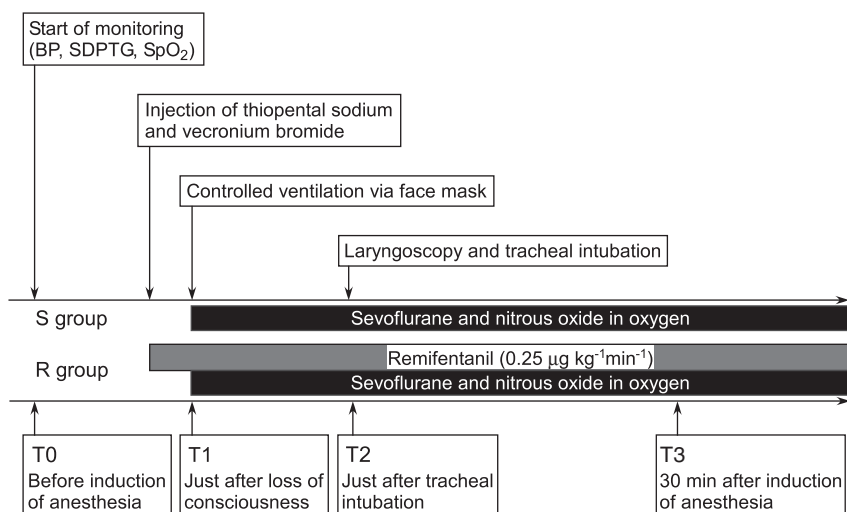 Start of monitoring
(BP, SDPTG, SpO₂)
Injection of thiopental sodium
and vecronium bromide
Controlled ventilation via face mask
Laryngoscopy and tracheal intubation
S group
Sevoflurane and nitrous oxide in oxygen
R group
Remifentanil (0.25 μg kg⁻¹min⁻¹)
Sevoflurane and nitrous oxide in oxygen
T0
Before induction
of anesthesia
T1
Just after loss of
consciousness
T2
Just after tracheal
intubation
T3
30 min after induction
of anesthesia